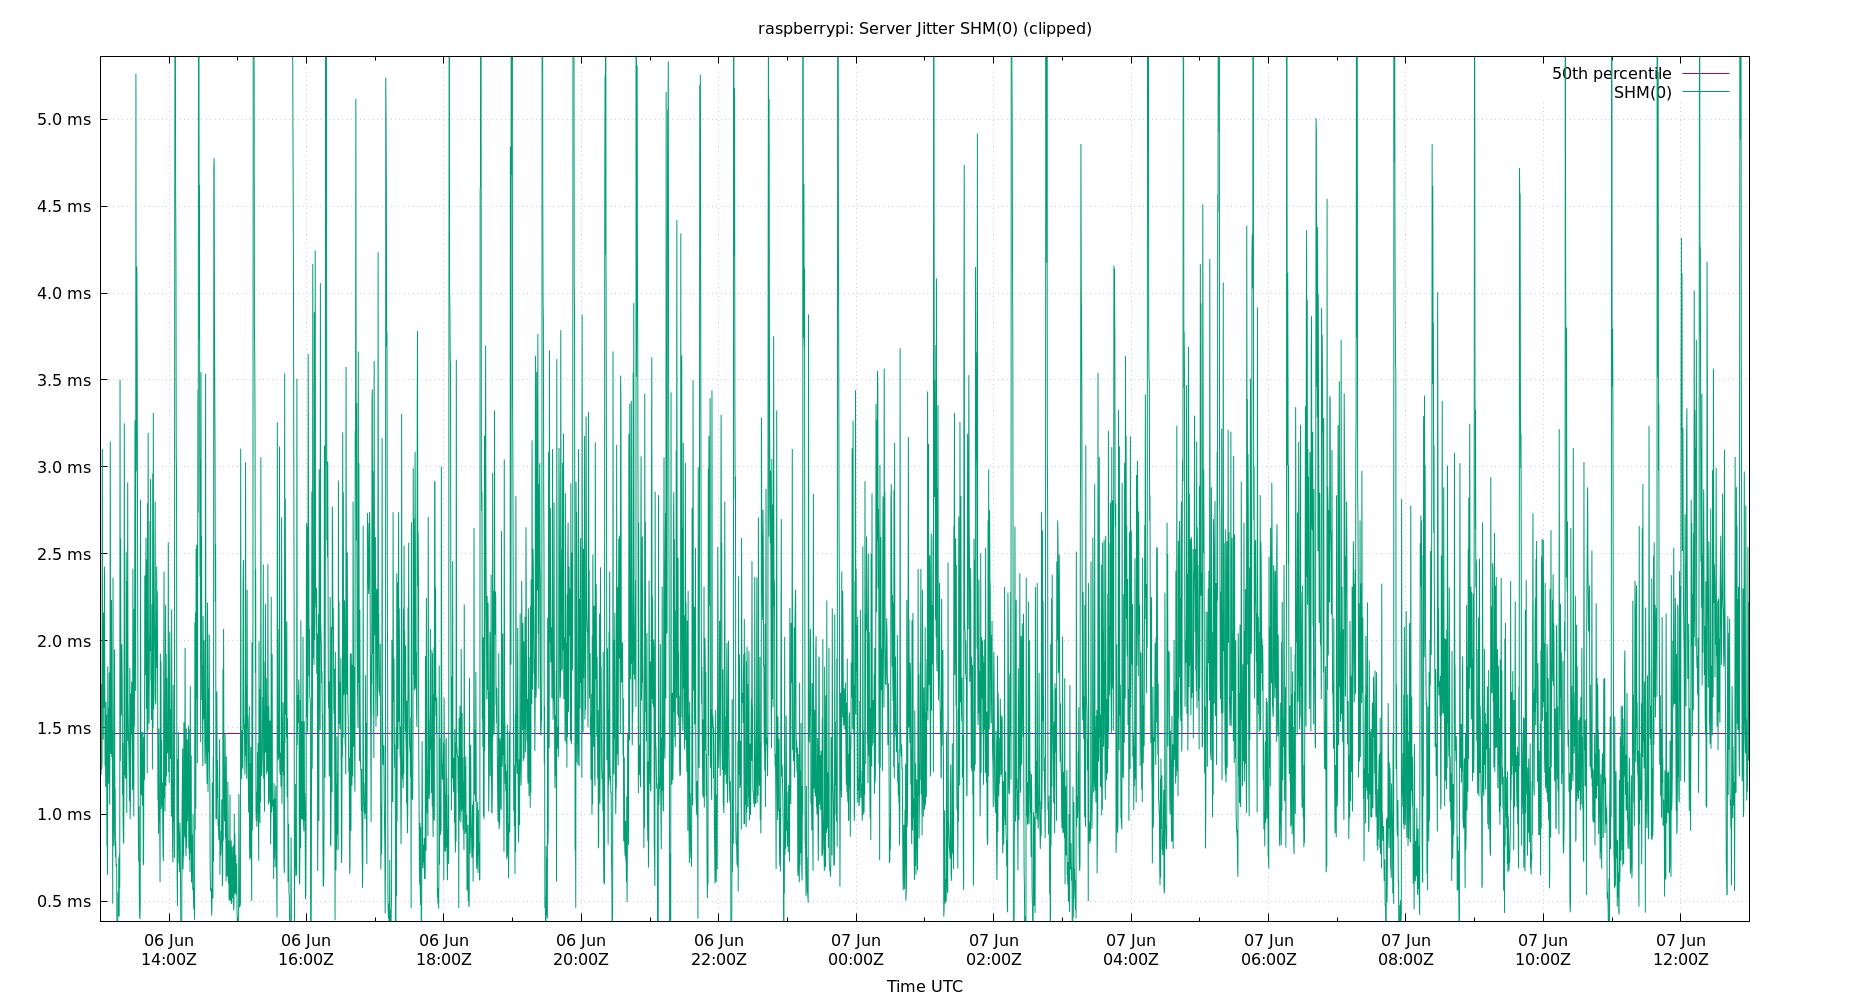 raspberrypi: Server Jitter SHM(0) (clipped)
50th percentile
SHM(0)
5.0 ms
4.5 ms
4.0 ms
3.5 ms
3.0 ms
2.5 ms
2.0 ms
1.5 ms
1.0 ms
0.5 ms
06 Jun 06 Jun 06 Jun 06 Jun 06 Jun 07 Jun 07 Jun 07 Jun 07 Jun 07 Jun 07 Jun 07 Jun
14:00Z 16:00Z 18:00Z 20:00Z 22:00Z 00:00Z 02:00Z 04:00Z 06:00Z 08:00Z 10:00Z 12:00Z
Time UTC